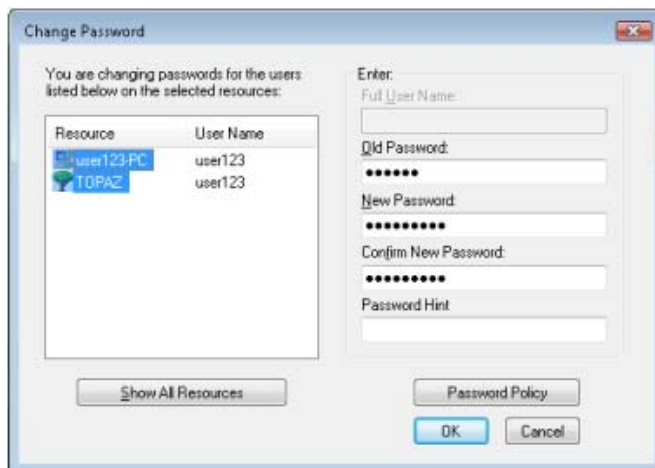 Change Password
You are changing passwords for the users
listed below on the selected resources:
Resource User Name
user123-PC user123
TOPAZ user123
Show All Resources
Enter:
Full User Name:
Old Password:
••••••
New Password:
•••••••••
Confirm New Password:
•••••••••
Password Hint
Password Policy
OK Cancel